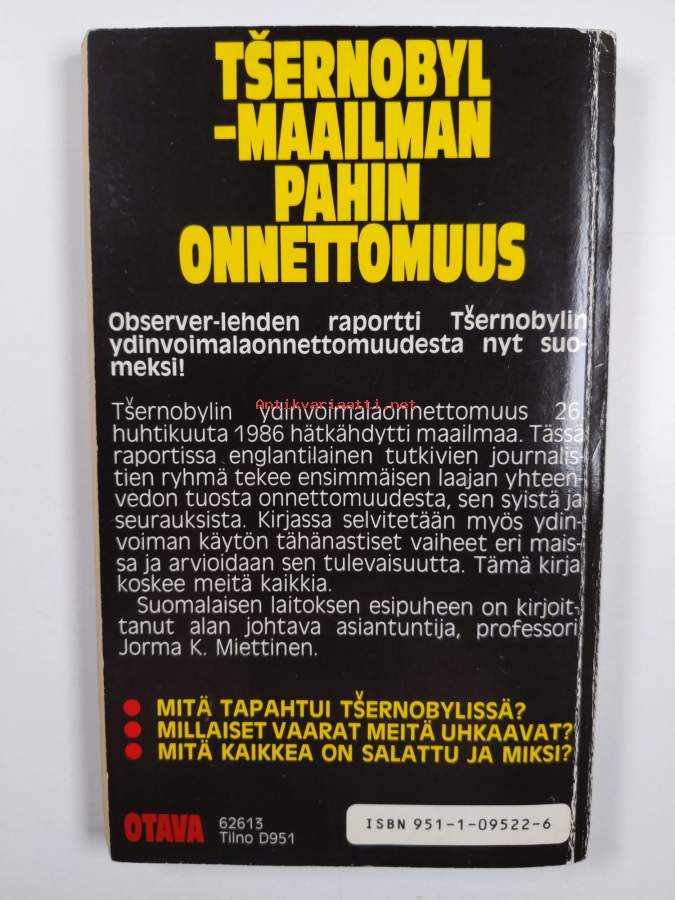 TŠERNOBYL
-MAAILMAN
PAHIN
ONNETTOMUUS
Observer-lehden raportti Tšernobylin
ydinvoimalaonnettomuudesta nyt suo-
meksi!
Antikvariaatti.net
Tšernobylin ydinvoimalaonnettomuus 26.
huhtikuuta 1986 hätkähdytti maailmaa. Tässä
raportissa englantilainen tutkivien journalis-
tien ryhmä tekee ensimmäisen laajan yhteen-
vedon tuosta onnettomuudesta, sen syistä ja
seurauksista. Kirjassa selvitetään myös ydin-
voiman käytön tähänastiset vaiheet eri mais-
sa ja arvioidaan sen tulevaisuutta. Tämä kirja
koskee meitä kaikkia.
Suomalaisen laitoksen esipuheen on kirjoit-
tanut alan johtava asiantuntija, professori
Jorma K. Miettinen.
● MITÄ TAPAHTUI TŠERNOBYLISSÄ?
● MILLAISET VAARAT MEITÄ UHKAAVAT?
● MITÄ KAIKKEA ON SALATTU JA MIKSI?
OTAVA
62613
Tilno D951
ISBN 951-1-09522-6